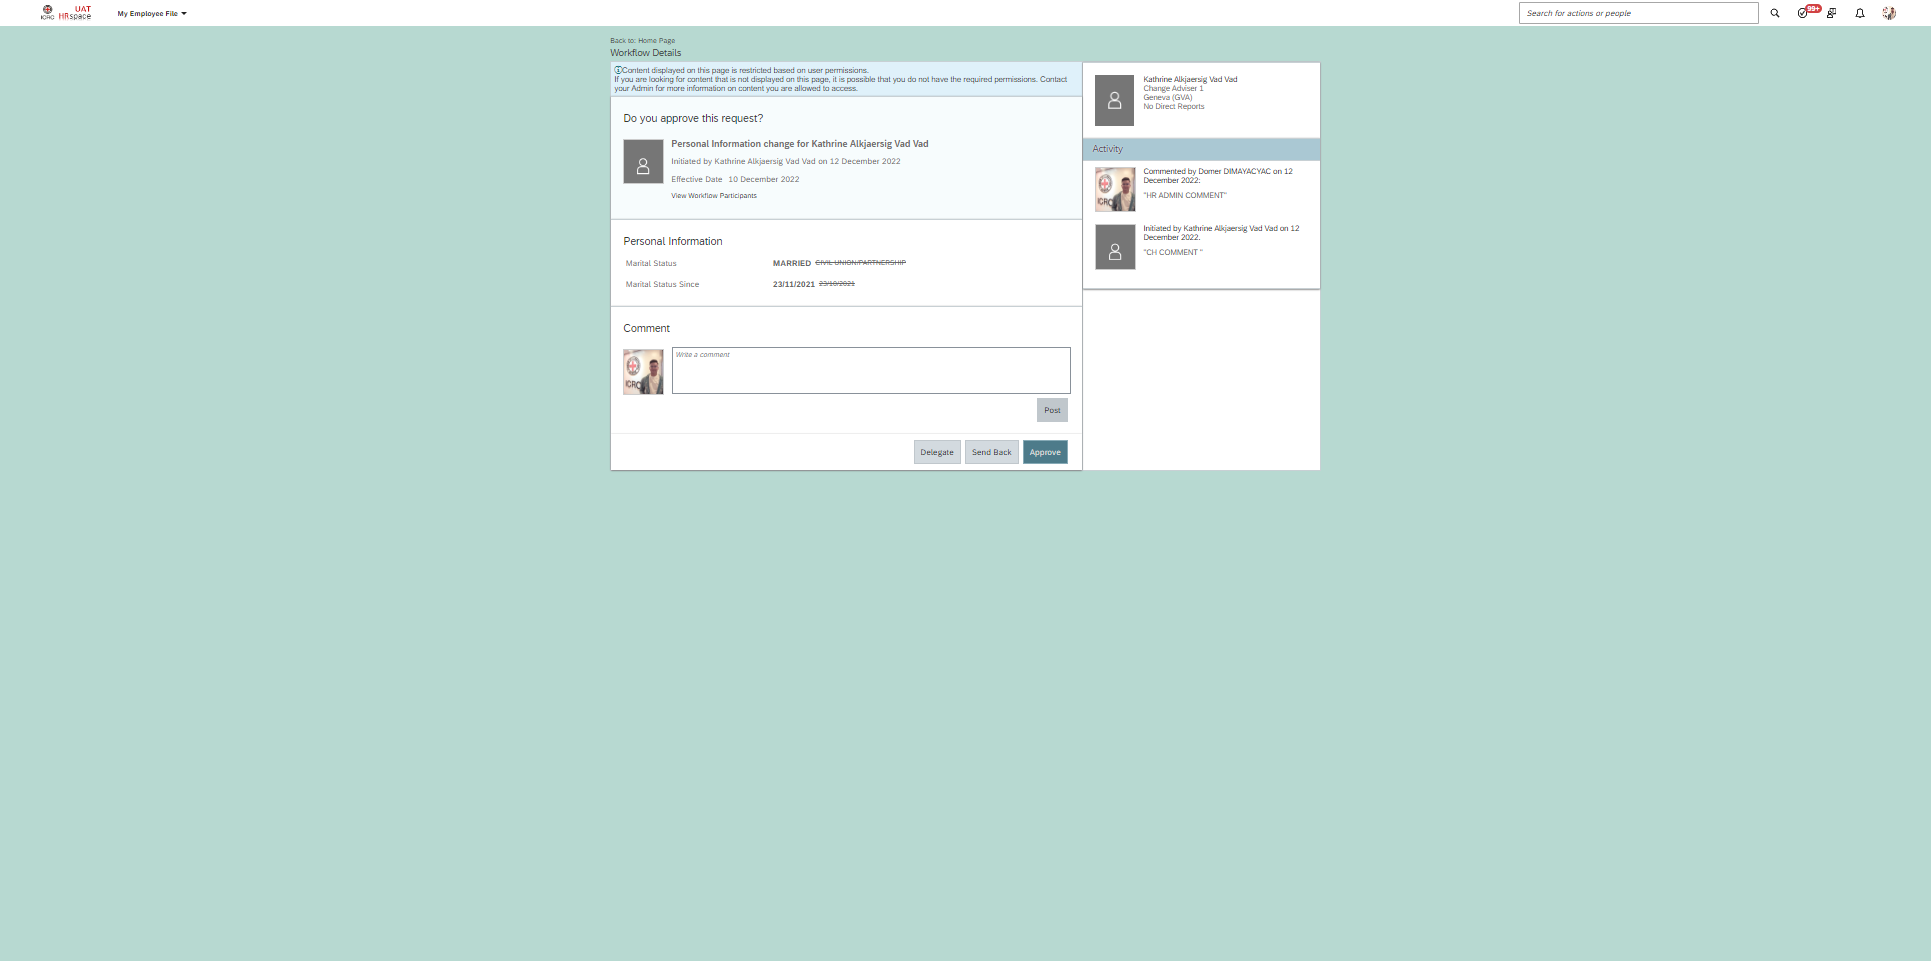 ICRC
UAT
HRspace
My Employee File
Search for actions or people
99+
Back to: Home Page
Workflow Details
Content displayed on this page is restricted based on user permissions.
If you are looking for content that is not displayed on this page, it is possible that you do not have the required permissions. Contact
your Admin for more information on content you are allowed to access.
Do you approve this request?
Personal Information change for Kathrine Alkjaersig Vad Vad
Initiated by Kathrine Alkjaersig Vad Vad on 12 December 2022
Effective Date 10 December 2022
View Workflow Participants
Personal Information
Marital Status MARRIED CIVIL UNION/PARTNERSHIP
Marital Status Since 23/11/2021 23/10/2021
Comment
ICRC
Write a comment
Post
Delegate Send Back Approve
Kathrine Alkjaersig Vad Vad
Change Adviser 1
Geneva (GVA)
No Direct Reports
Activity
ICRC
Commented by Domer DIMAYACYAC on 12
December 2022:
"HR ADMIN COMMENT"
Initiated by Kathrine Alkjaersig Vad Vad on 12
December 2022.
"CH COMMENT "